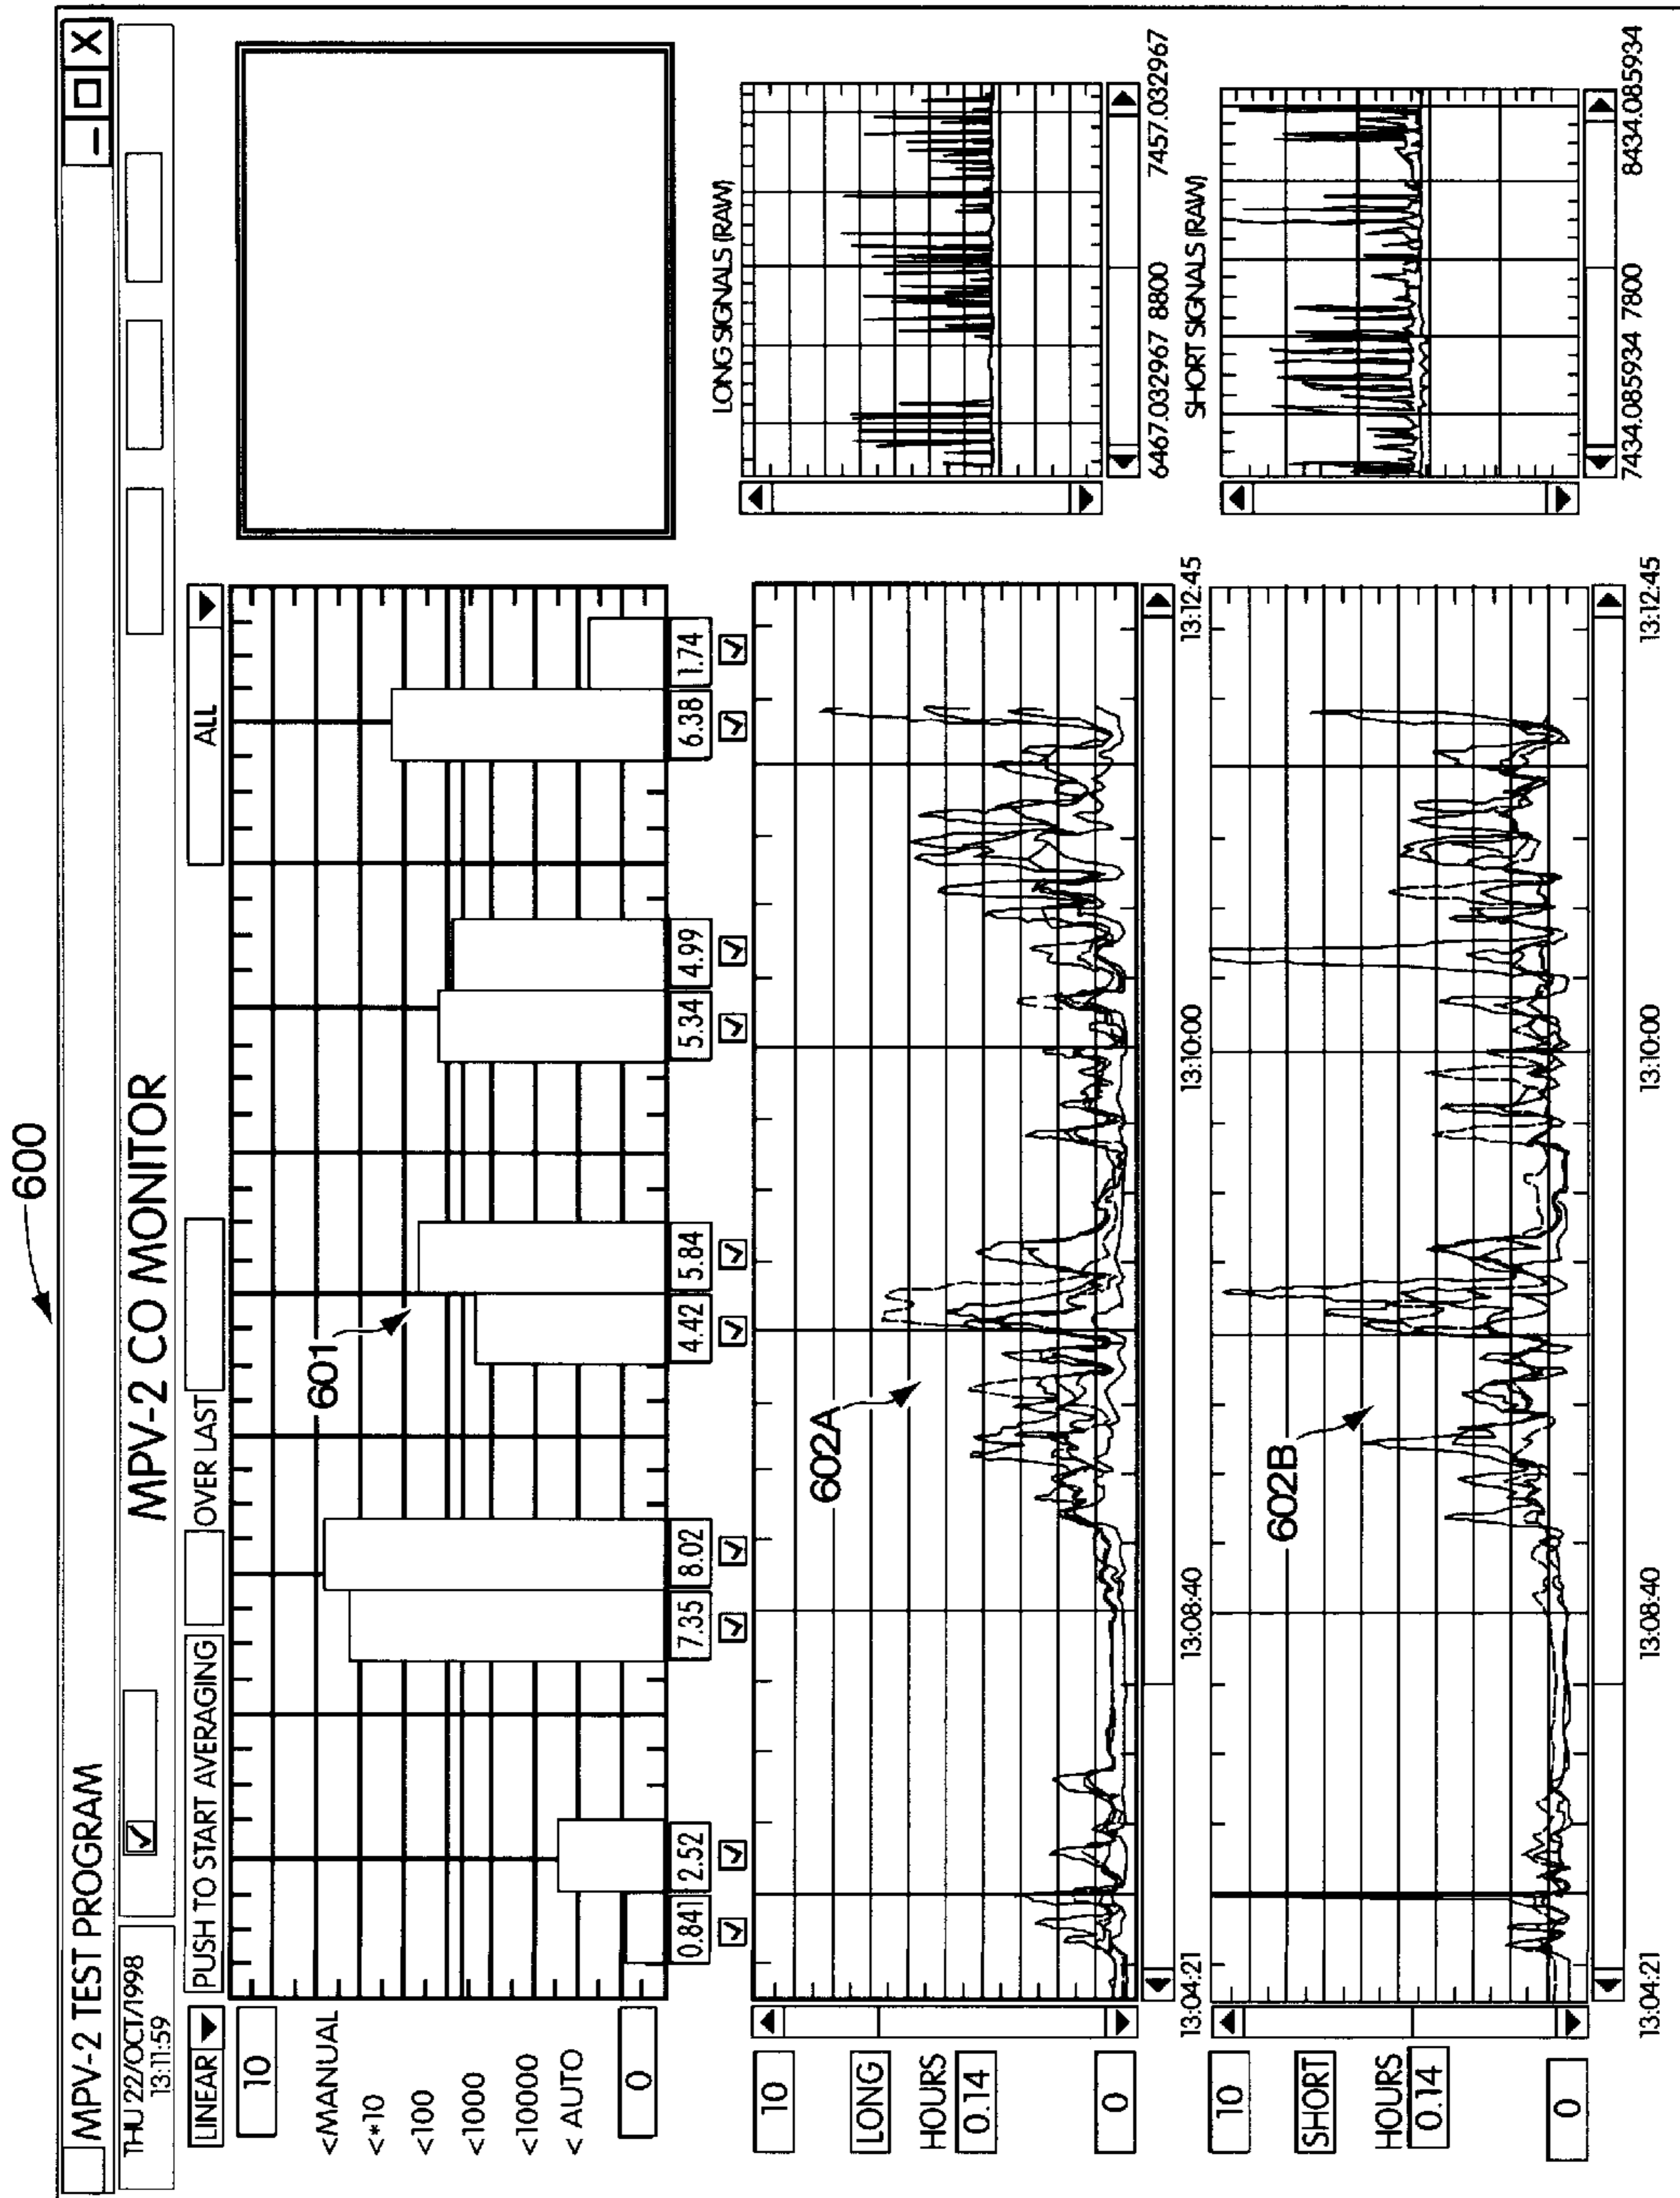 600
MPV-2 TEST PROGRAM
THU 22/OCT/1998
13:11:59
MPV-2 CO MONITOR
LINEAR
PUSH TO START AVERAGING
OVER LAST
ALL
10
<MANUAL
<*10
<100
<1000
<10000
< AUTO
0
601
0.841 2.52 7.35 8.02 4.42 5.84 5.34 4.99 6.38 1.74
10
LONG
HOURS
0.14
0
602A
13:04:21 13:08:40 13:10:00 13:12:45
LONG SIGNALS (RAW)
6467.032967 8800 7457.032967
10
SHORT
HOURS
0.14
0
602B
13:04:21 13:08:40 13:10:00 13:12:45
SHORT SIGNALS (RAW)
7434.085934 7800 8434.085934